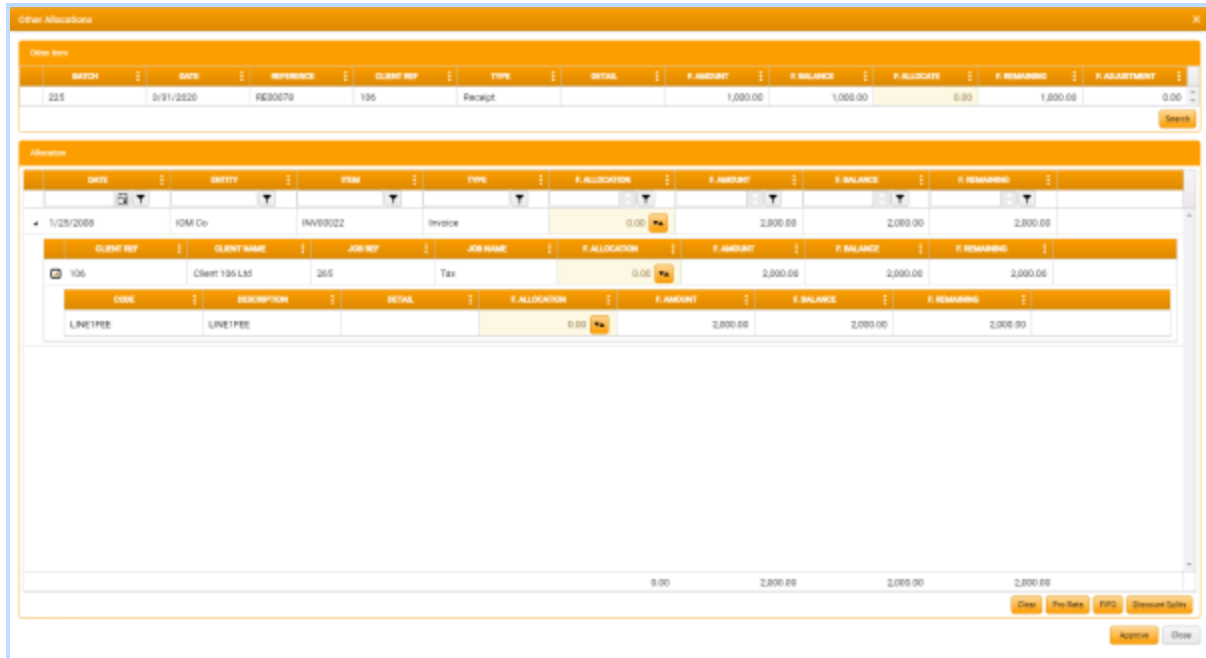 Other Allocations
Other Item
BATCH DATE REFERENCE CLIENT REF TYPE DETAIL F. AMOUNT F. BALANCE F. ALLOCATE F. REMAINING F. ADJUSTMENT
225 3/31/2020 RE00078 106 Receipt 1,000.00 1,000.00 0.00 1,000.00 0.00
Search
Allocation
DATE ENTITY ITEM TYPE F. ALLOCATION F. AMOUNT F. BALANCE F. REMAINING
1/25/2008 IOM Co INV00022 Invoice 0.00 2,000.00 2,000.00 2,000.00
CLIENT REF CLIENT NAME JOB REF JOB NAME F. ALLOCATION F. AMOUNT F. BALANCE F. REMAINING
106 Client 106 Ltd 265 Tax 0.00 2,000.00 2,000.00 2,000.00
CODE DESCRIPTION DETAIL F. ALLOCATION F. AMOUNT F. BALANCE F. REMAINING
LINE1FEE LINE1FEE 0.00 2,000.00 2,000.00 2,000.00
0.00 2,000.00 2,000.00 2,000.00
Clear Pro Rata FIFO Discount Splits
Approve Close